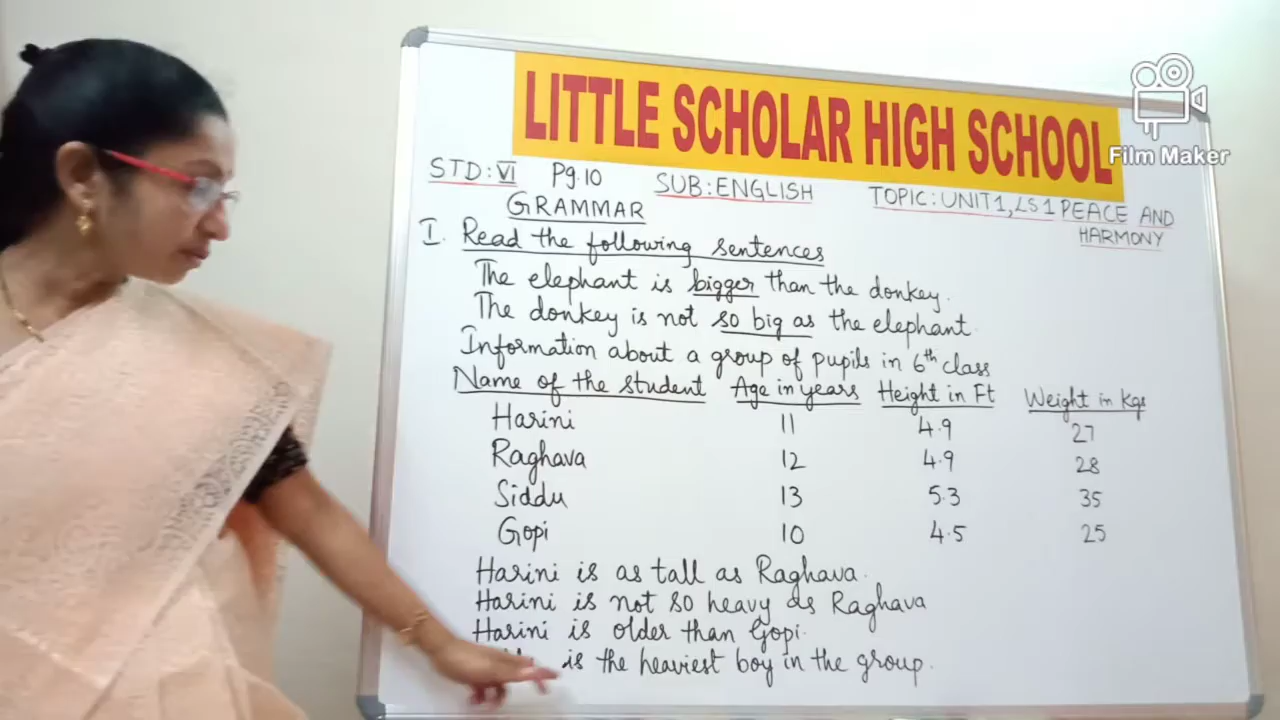 LITTLE SCHOLAR HIGH SCHOOL
Film Maker
STD:VI Pg.10 SUB:ENGLISH TOPIC:UNIT1,LS1 PEACE AND
HARMONY
GRAMMAR
I. Read the following sentences
The elephant is bigger than the donkey.
The donkey is not so big as the elephant.
Information about a group of pupils in 6th class
Name of the student Age in years Height in Ft Weight in Kgs
Harini 11 4.9 27
Raghava 12 4.9 28
Siddu 13 5.3 35
Gopi 10 4.5 25
Harini is as tall as Raghava.
Harini is not so heavy as Raghava
Harini is older than Gopi.
is the heaviest boy in the group.